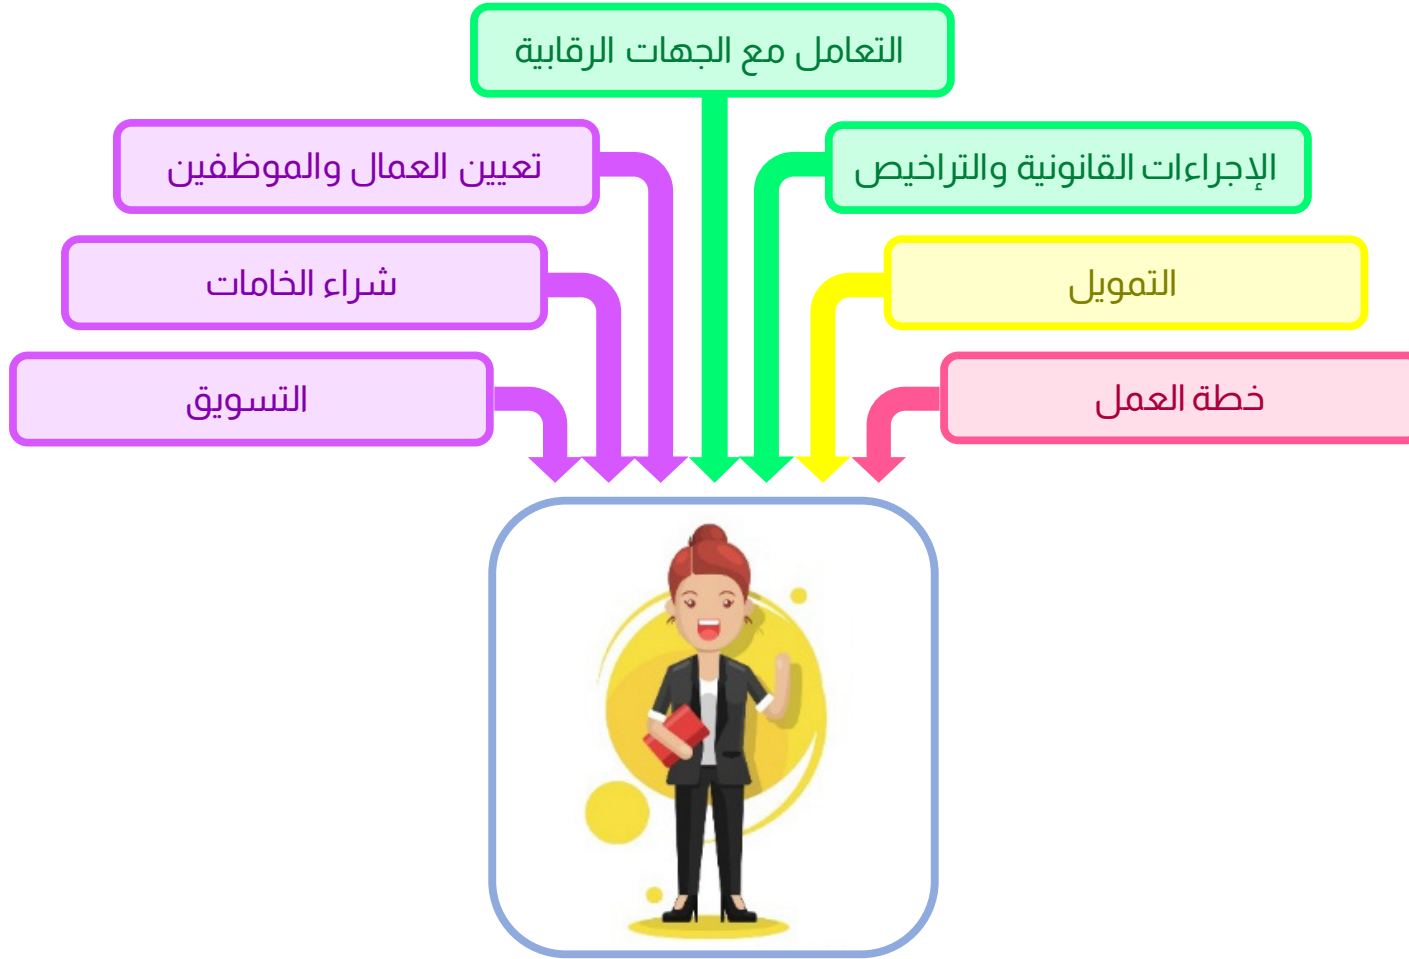 التعامل مع الجهات الرقابية
الإجراءات القانونية والتراخيص
تعيين العمال والموظفين
التمويل
شراء الخامات
خطة العمل
التسويق